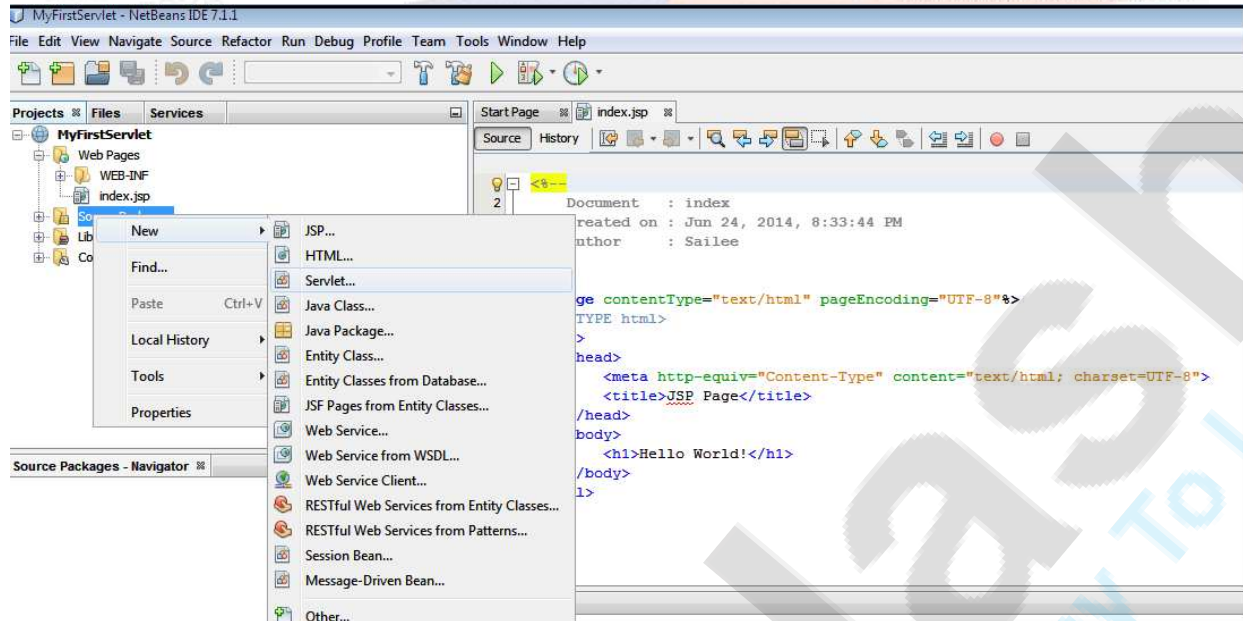 MyFirstServlet - NetBeans IDE 7.1.1
File Edit View Navigate Source Refactor Run Debug Profile Team Tools Window Help
Projects Files Services
MyFirstServlet
Web Pages
WEB-INF
index.jsp
Start Page index.jsp
Source History
<%--
2 Document : index
reated on : Jun 24, 2014, 8:33:44 PM
uthor : Sailee
ge contentType="text/html" pageEncoding="UTF-8"%>
TYPE html>
>
head>
<meta http-equiv="Content-Type" content="text/html; charset=UTF-8">
<title>JSP Page</title>
/head>
body>
<h1>Hello World!</h1>
/body>
l>
So
Lib
Co
New
Find...
Paste Ctrl+V
Local History
Tools
Properties
JSP...
HTML...
Servlet...
Java Class...
Java Package...
Entity Class...
Entity Classes from Database...
JSF Pages from Entity Classes...
Web Service...
Web Service from WSDL...
Web Service Client...
RESTful Web Services from Entity Classes...
RESTful Web Services from Patterns...
Session Bean...
Message-Driven Bean...
Other...
Source Packages - Navigator